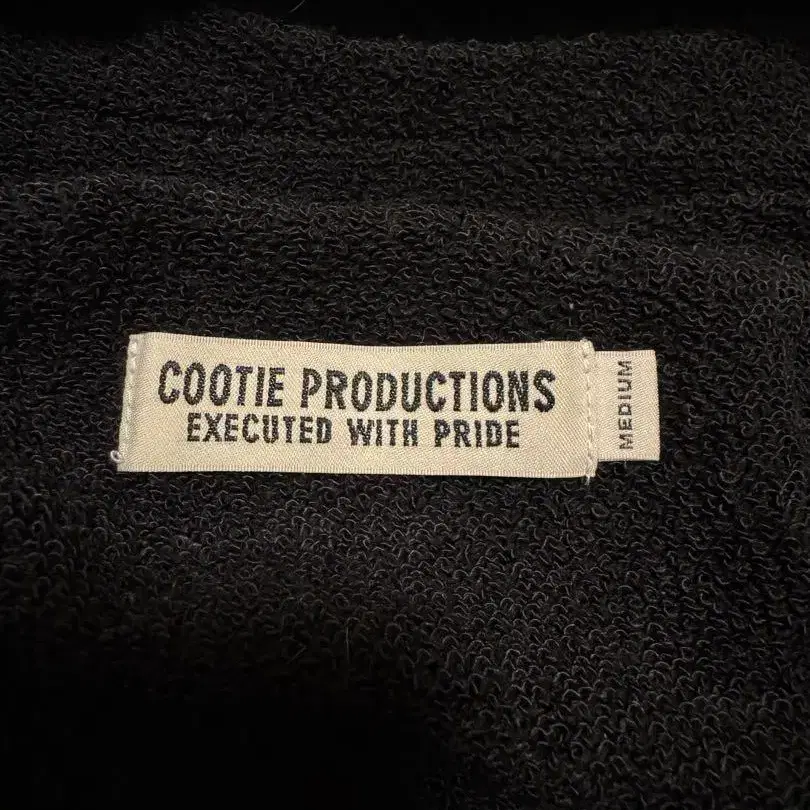 COOTIE PRODUCTIONS
EXECUTED WITH PRIDE
MEDIUM